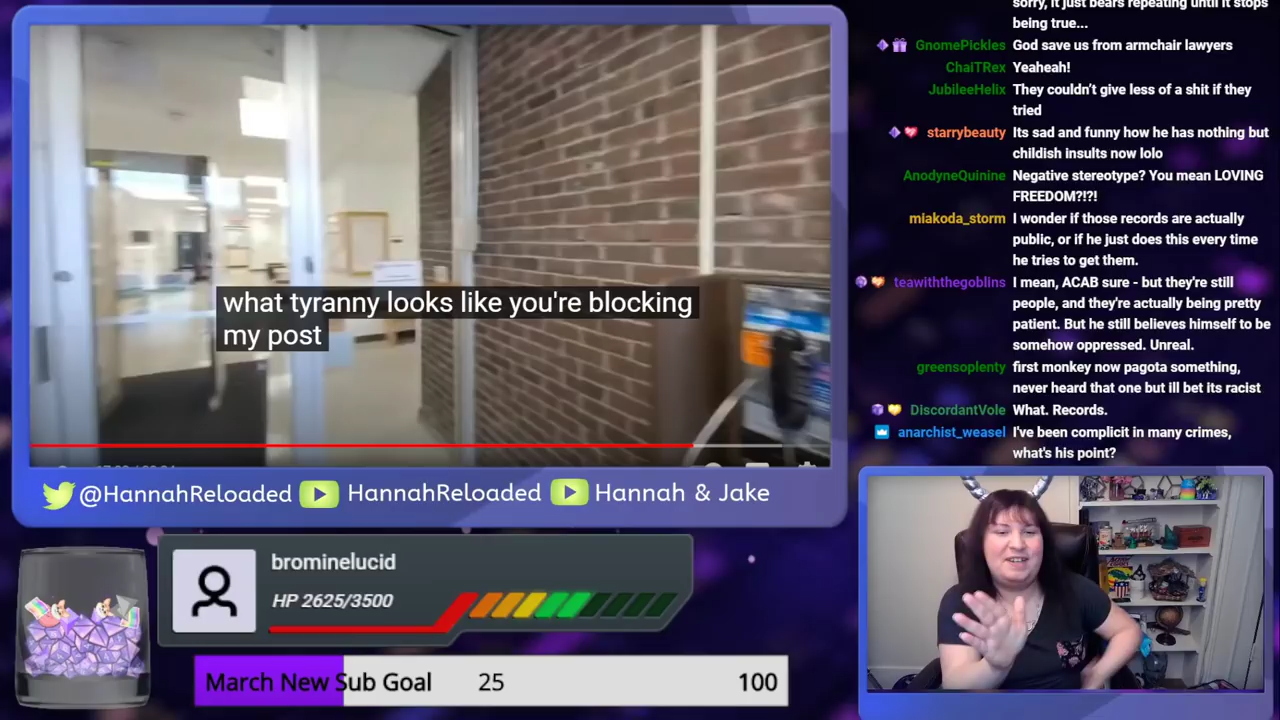 what tyranny looks like you're blocking
my post
@HannahReloaded
HannahReloaded
Hannah & Jake
brominelucid
HP 2625/3500
March New Sub Goal 25 100
sorry, it just bears repeating until it stops
being true...
GnomePickles God save us from armchair lawyers
ChalTRex Yeaheah!
JubileeHelix They couldn't give less of a shit if they
tried
starrybeauty Its sad and funny how he has nothing but
childish insults now lolo
AnodyneQuinine Negative stereotype? You mean LOVING
FREEDOM?!?!
miakoda_storm I wonder if those records are actually
public, or if he just does this every time
he tries to get them.
teawiththegoblins I mean, ACAB sure - but they're still
people, and they're actually being pretty
patient. But he still believes himself to be
somehow oppressed. Unreal.
greensoplenty first monkey now pagota something,
never heard that one but ill bet its racist
DiscordantVole What. Records.
anarchist_weasel I've been complicit in many crimes,
what's his point?